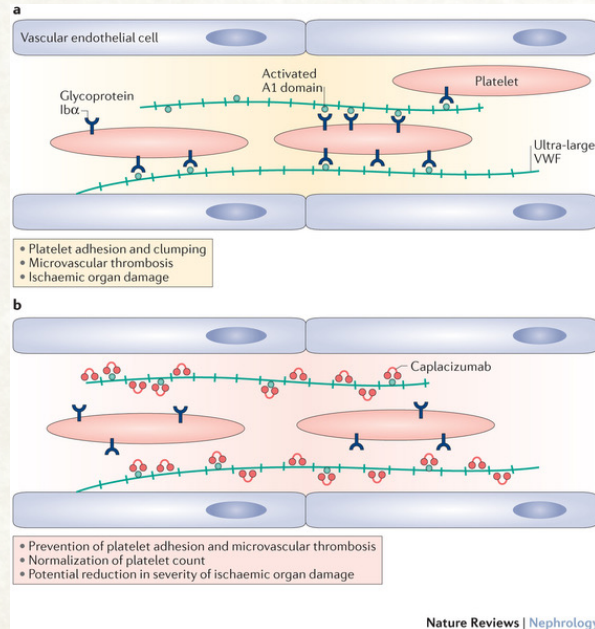 a
Vascular endothelial cell
Glycoprotein
Ibα
Activated
A1 domain
Platelet
Ultra-large
VWF
• Platelet adhesion and clumping
• Microvascular thrombosis
• Ischaemic organ damage
b
Caplacizumab
• Prevention of platelet adhesion and microvascular thrombosis
• Normalization of platelet count
• Potential reduction in severity of ischaemic organ damage
Nature Reviews | Nephrology